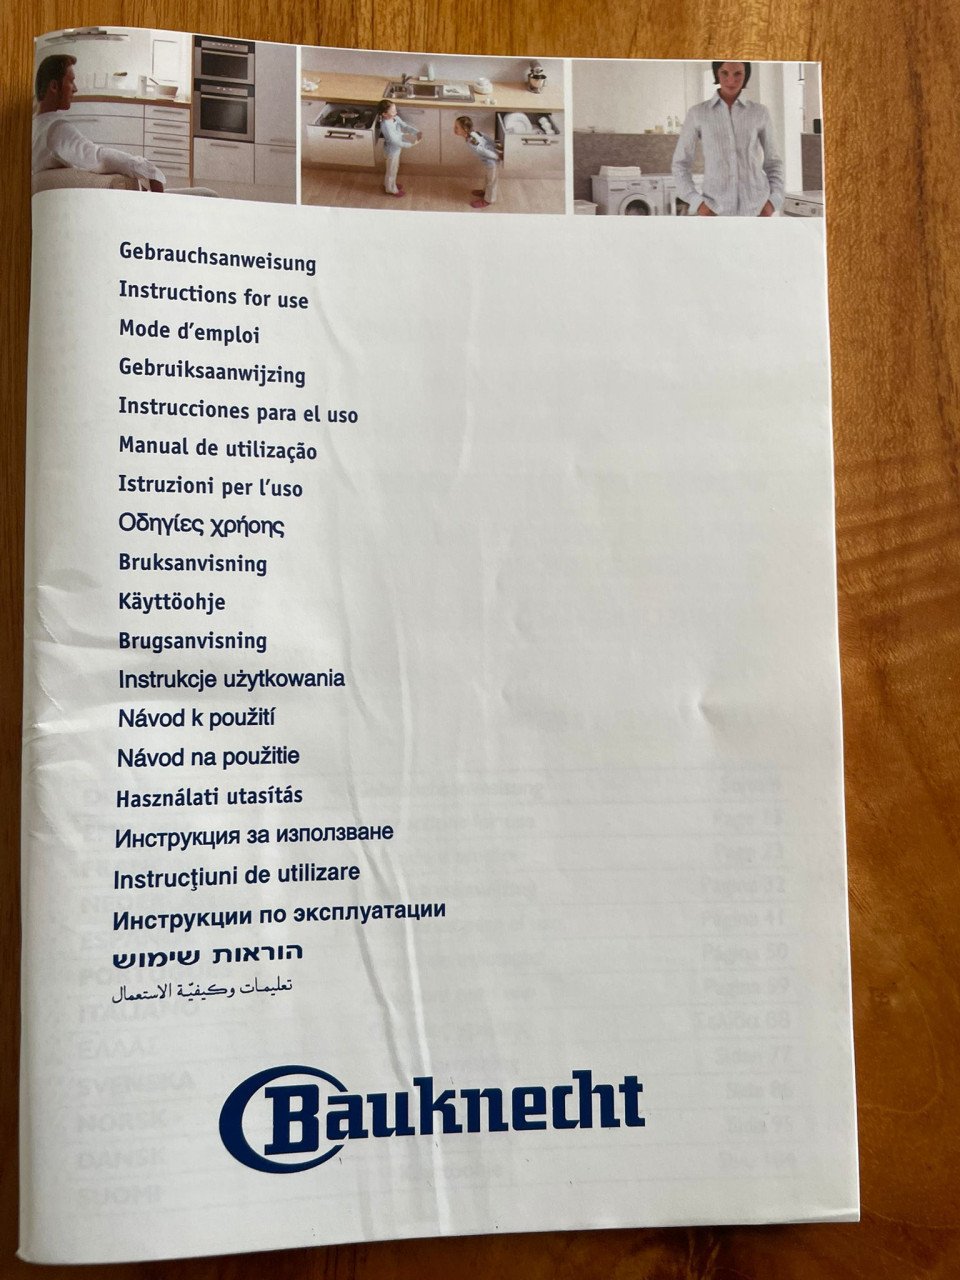 Gebrauchsanweisung
Instructions for use
Mode d’emploi
Gebruiksaanwijzing
Instrucciones para el uso
Manual de utilização
Istruzioni per l’uso
Οδηγίες χρήσης
Bruksanvisning
Käyttöohje
Brugsanvisning
Instrukcje użytkowania
Návod k použití
Návod na použitie
Használati utasítás
Инструкция за използване
Instrucţiuni de utilizare
Инструкции по эксплуатации
הוראות שימוש
تعليمات وكيفيّة الاستعمال
Bauknecht